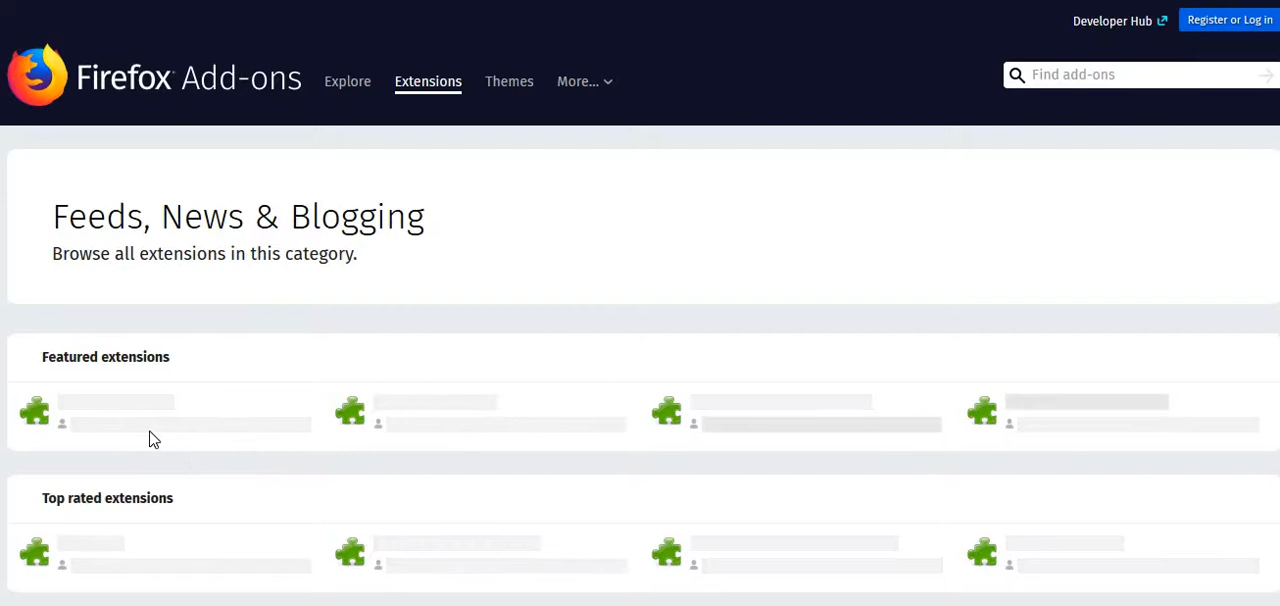 Developer Hub
Register or Log in
Firefox Add-ons
Explore
Extensions
Themes
More...
Find add-ons
Feeds, News & Blogging
Browse all extensions in this category.
Featured extensions
Top rated extensions